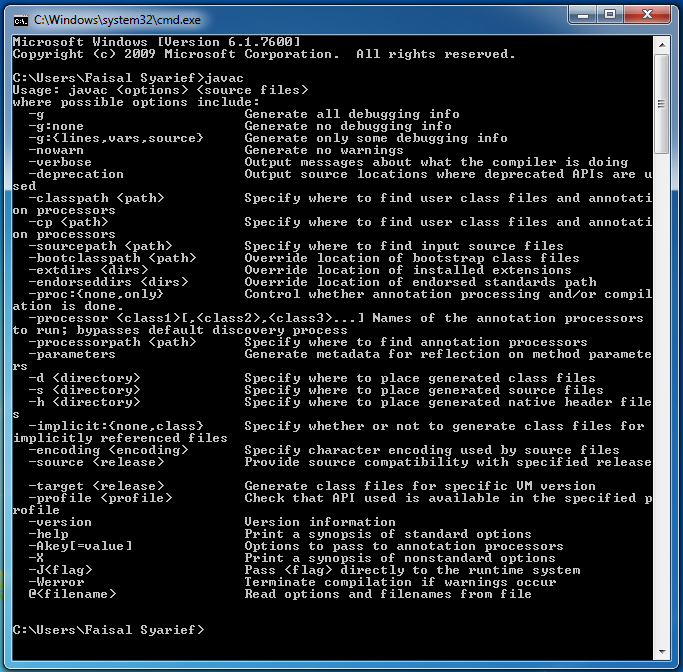 C:\Windows\system32\cmd.exe
Microsoft Windows [Version 6.1.7600]
Copyright (c) 2009 Microsoft Corporation.  All rights reserved.
C:\Users\Faisal Syarief>javac
Usage: javac <options> <source files>
where possible options include:
  -g                         Generate all debugging info
  -g:none                    Generate no debugging info
  -g:{lines,vars,source}     Generate only some debugging info
  -nowarn                    Generate no warnings
  -verbose                   Output messages about what the compiler is doing
  -deprecation               Output source locations where deprecated APIs are u
sed
  -classpath <path>          Specify where to find user class files and annotati
on processors
  -cp <path>                 Specify where to find user class files and annotati
on processors
  -sourcepath <path>         Specify where to find input source files
  -bootclasspath <path>      Override location of bootstrap class files
  -extdirs <dirs>            Override location of installed extensions
  -endorseddirs <dirs>       Override location of endorsed standards path
  -proc:{none,only}          Control whether annotation processing and/or compil
ation is done.
  -processor <class1>[,<class2>,<class3>...] Names of the annotation processors
to run; bypasses default discovery process
  -processorpath <path>      Specify where to find annotation processors
  -parameters                Generate metadata for reflection on method paramete
rs
  -d <directory>             Specify where to place generated class files
  -s <directory>             Specify where to place generated source files
  -h <directory>             Specify where to place generated native header file
s
  -implicit:{none,class}     Specify whether or not to generate class files for
implicitly referenced files
  -encoding <encoding>       Specify character encoding used by source files
  -source <release>          Provide source compatibility with specified release
  -target <release>          Generate class files for specific VM version
  -profile <profile>         Check that API used is available in the specified p
rofile
  -version                   Version information
  -help                      Print a synopsis of standard options
  -Akey[=value]              Options to pass to annotation processors
  -X                         Print a synopsis of nonstandard options
  -J<flag>                   Pass <flag> directly to the runtime system
  -Werror                    Terminate compilation if warnings occur
  @<filename>                Read options and filenames from file
C:\Users\Faisal Syarief>